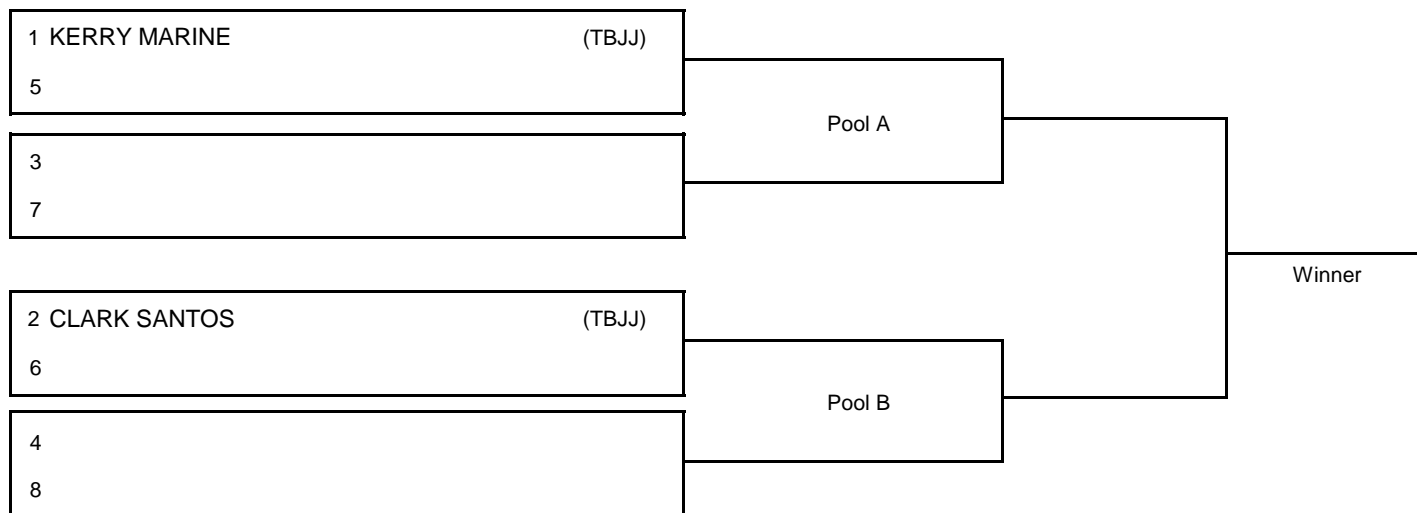 1 KERRY MARINE (TBJJ)
5
Pool A
3
7
Winner
2 CLARK SANTOS (TBJJ)
6
Pool B
4
8